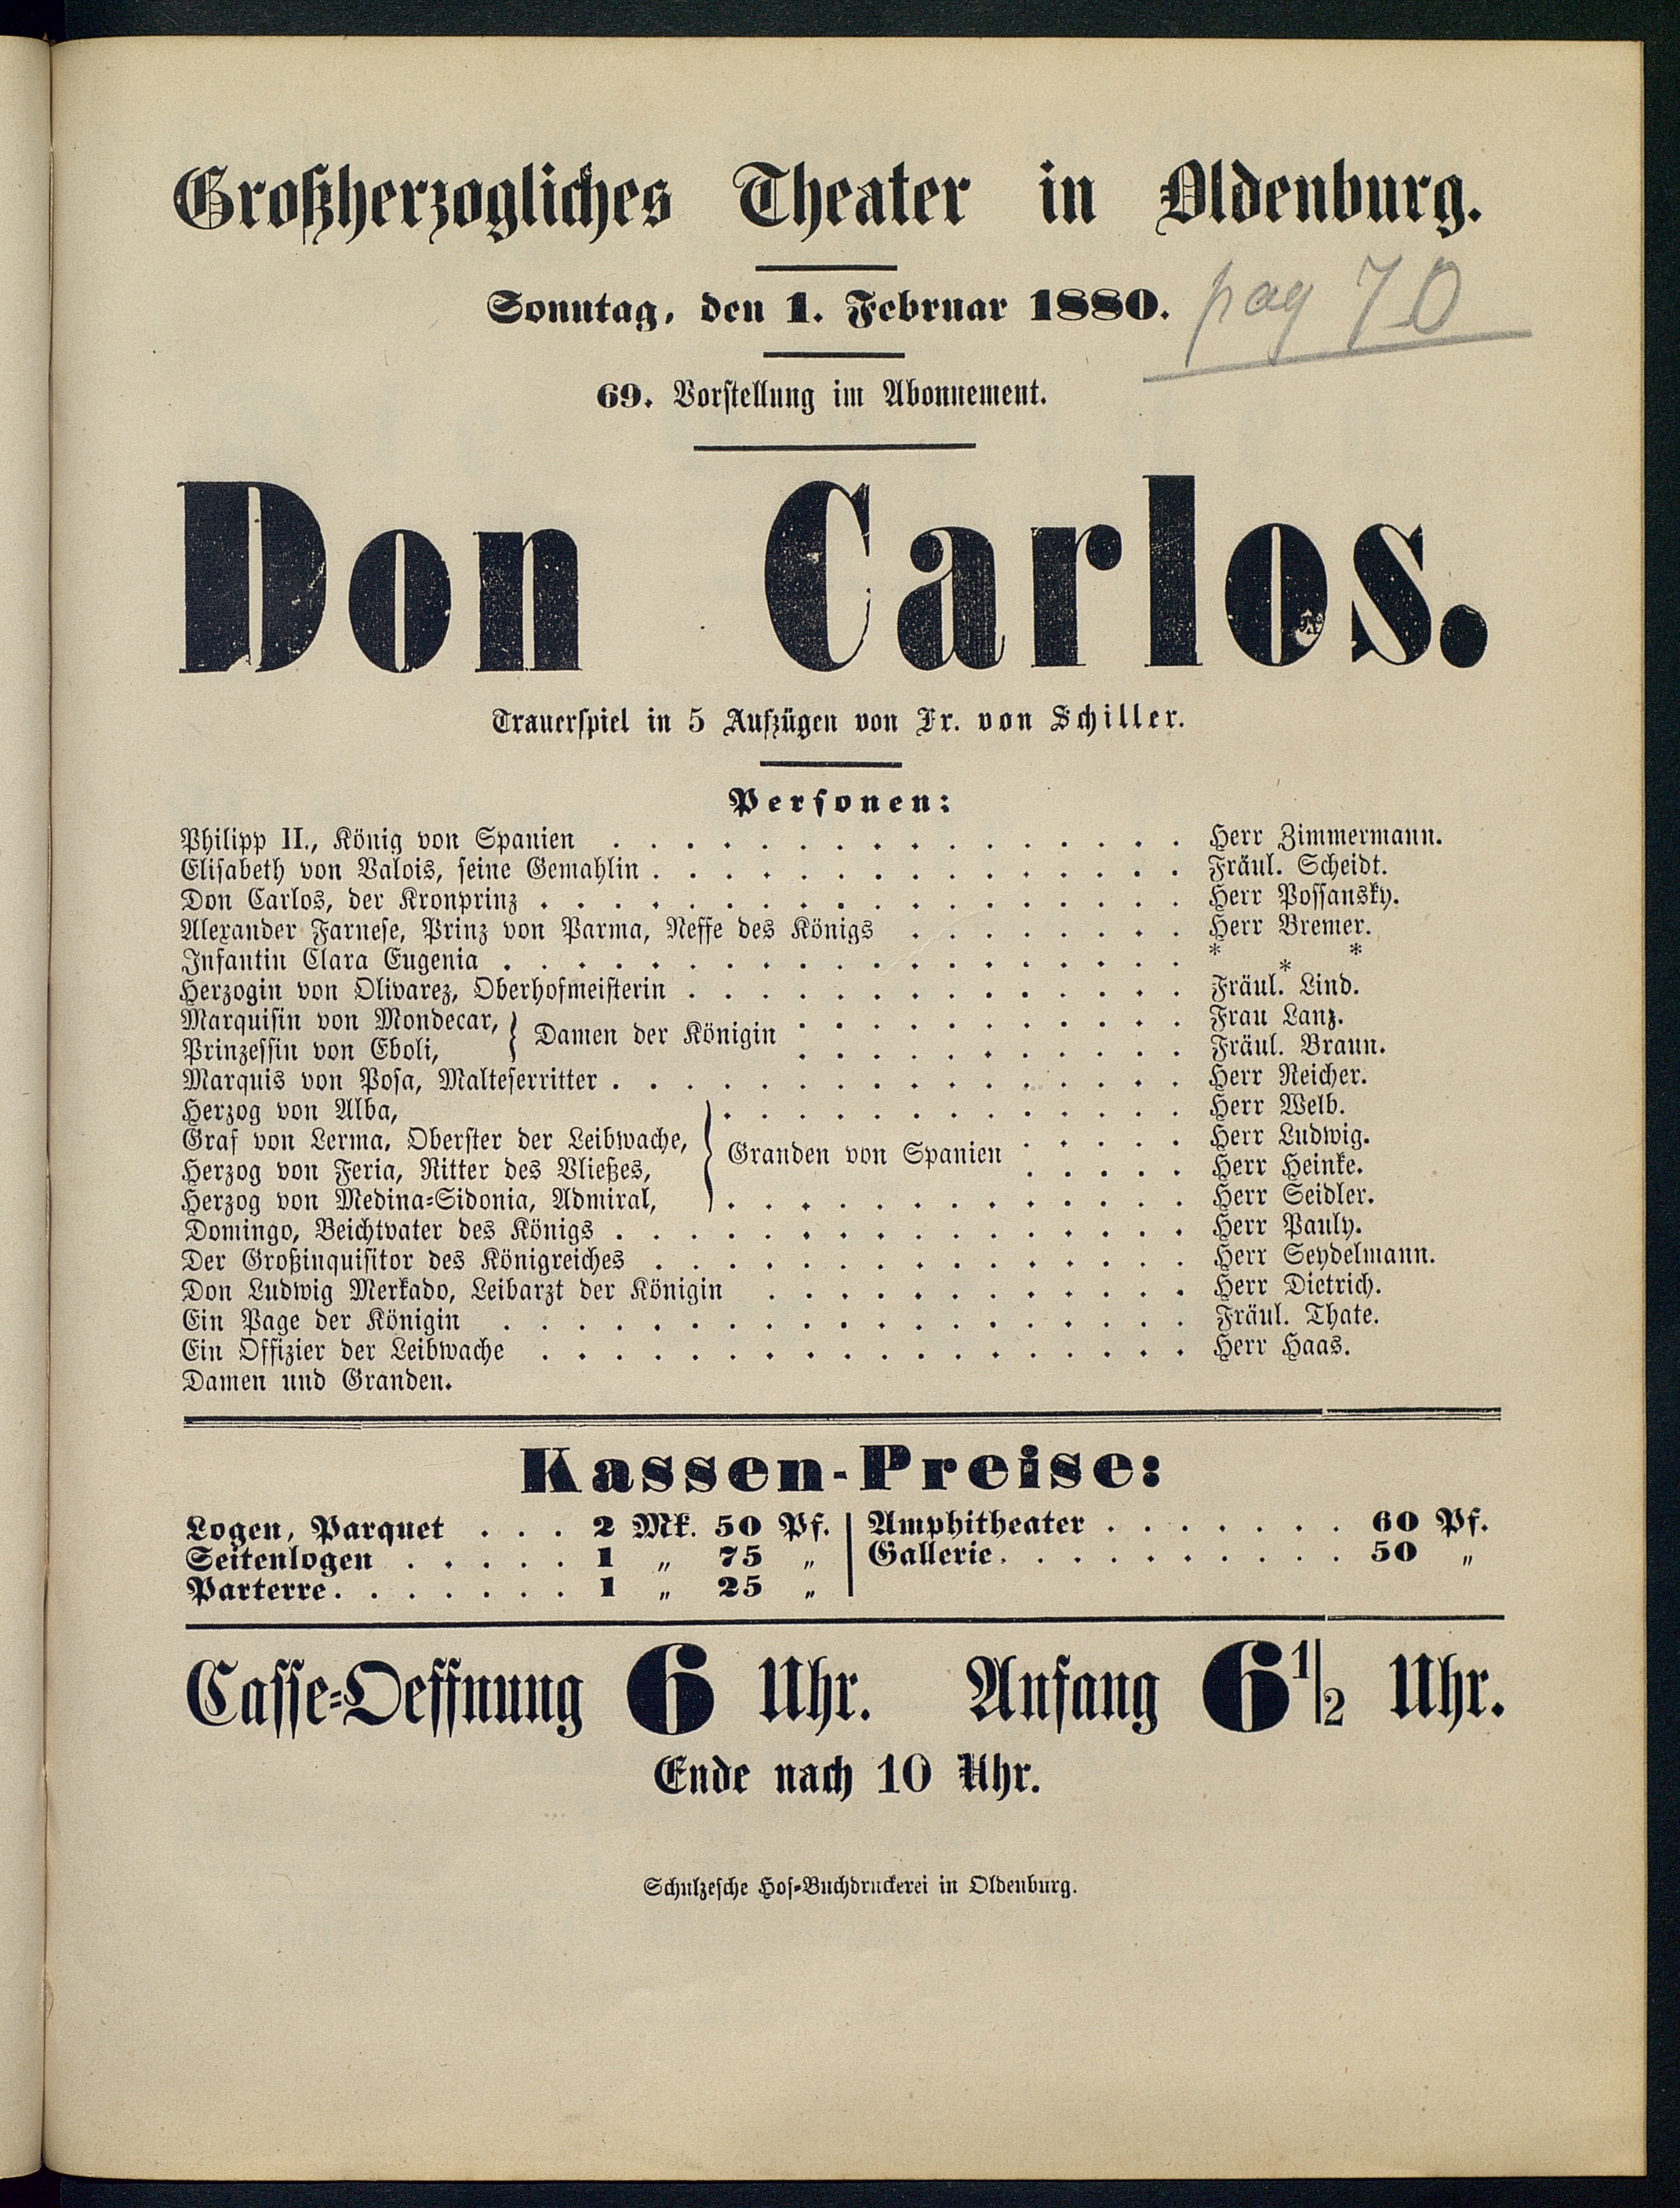 Großherzogliches Theater in Oldenburg.
Sonntag, den 1. Februar 1880.
pag 70
69. Vorstellung im Abonnement.
Don Carlos.
Trauerspiel in 5 Aufzügen von Fr. von Schiller.
Personen:
Philipp II., König von Spanien . . . . . . . . . . . . . . . . Herr Zimmermann.
Elisabeth von Valois, seine Gemahlin . . . . . . . . . . . . . . . Fräul. Scheidt.
Don Carlos, der Kronprinz . . . . . . . . . . . . . . . . . . Herr Possansky.
Alexander Farnese, Prinz von Parma, Neffe des Königs . . . . . . . . Herr Bremer.
Infantin Clara Eugenia . . . . . . . . . . . . . . . . . . . * * *
Herzogin von Olivarez, Oberhofmeisterin . . . . . . . . . . . . . . Fräul. Lind.
Marquisin von Mondecar, } Damen der Königin . . . . . . . . . . . Frau Lanz.
Prinzessin von Eboli, . . . . . . . . . . . Fräul. Braun.
Marquis von Posa, Malteserritter . . . . . . . . . . . . . . . . Herr Reicher.
Herzog von Alba, . . . . . . . . . . . . . Herr Welb.
Graf von Lerma, Oberster der Leibwache, } Granden von Spanien . . . . . Herr Ludwig.
Herzog von Feria, Ritter des Vließes, . . . . . Herr Heinke.
Herzog von Medina-Sidonia, Admiral, . . . . . . . . . . . . . Herr Seidler.
Domingo, Beichtvater des Königs . . . . . . . . . . . . . . . . Herr Pauly.
Der Großinquisitor des Königreiches . . . . . . . . . . . . . . . Herr Seydelmann.
Don Ludwig Merkado, Leibarzt der Königin . . . . . . . . . . . . Herr Dietrich.
Ein Page der Königin . . . . . . . . . . . . . . . . . . . Fräul. Thate.
Ein Offizier der Leibwache . . . . . . . . . . . . . . . . . . Herr Haas.
Damen und Granden.
Kassen-Preise:
Logen, Parquet . . . 2 Mk. 50 Pf. | Amphitheater . . . . . . . 60 Pf.
Seitenlogen . . . . . 1 „ 75 „ | Gallerie . . . . . . . . . . 50 „
Parterre . . . . . . . 1 „ 25 „
Casse-Oeffnung 6 Uhr. Anfang 6 1/2 Uhr.
Ende nach 10 Uhr.
Schulzesche Hof-Buchdruckerei in Oldenburg.